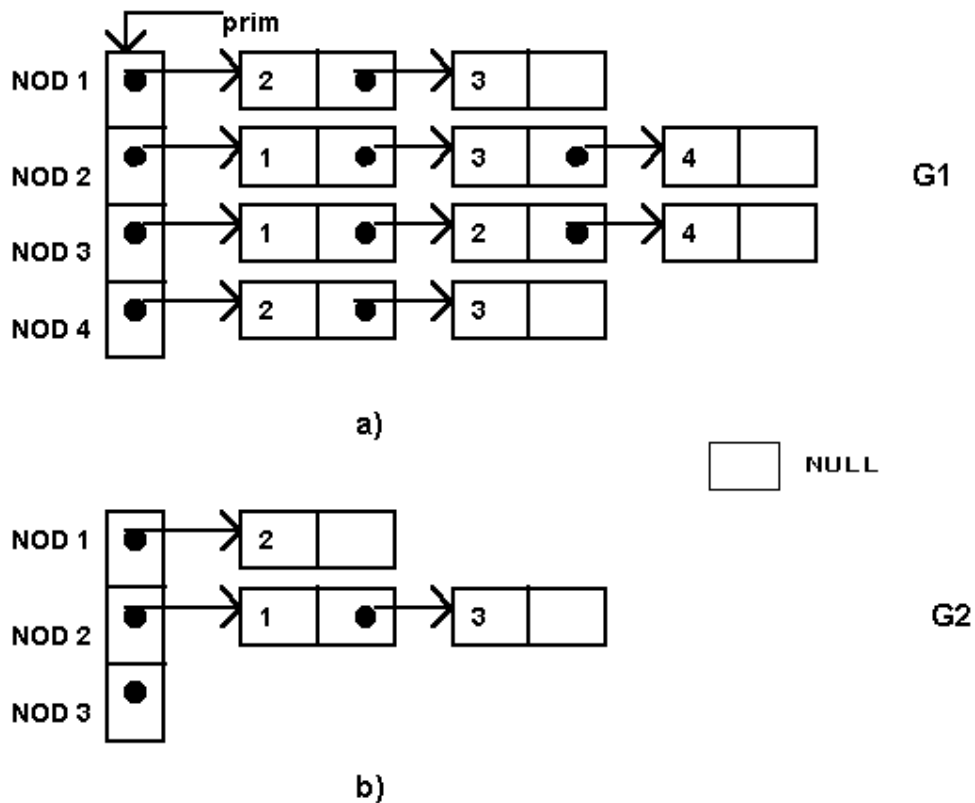 prim
NOD 1 2 3
NOD 2 1 3 4
G1
NOD 3 1 2 4
NOD 4 2 3
a)
NULL
NOD 1 2
NOD 2 1 3
G2
NOD 3
b)